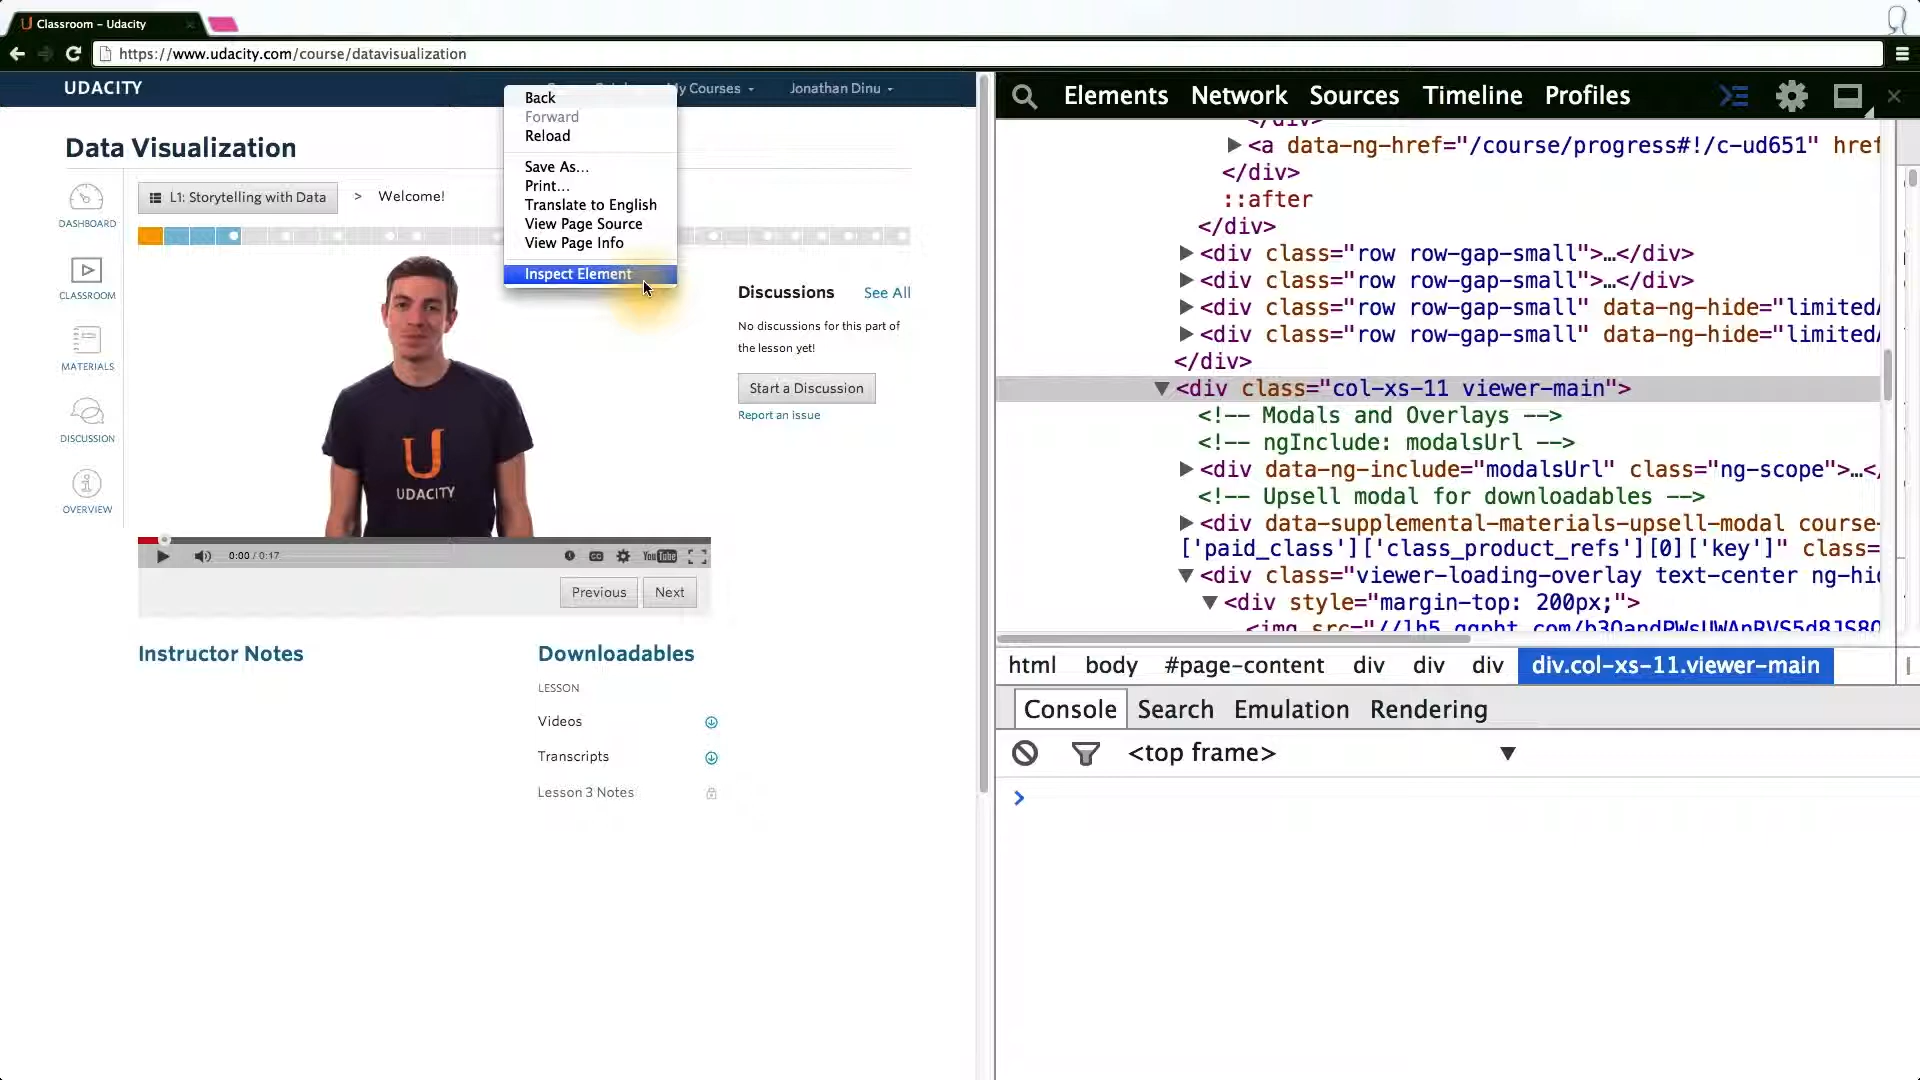 Classroom – Udacity
https://www.udacity.com/course/datavisualization
UDACITY
My Courses
Jonathan Dinu
Back
Forward
Reload
Save As...
Print...
Translate to English
View Page Source
View Page Info
Inspect Element
Data Visualization
L1: Storytelling with Data
>
Welcome!
DASHBOARD
CLASSROOM
MATERIALS
DISCUSSION
OVERVIEW
UDACITY
Discussions
See All
No discussions for this part of
the lesson yet!
Start a Discussion
Report an issue
0:00 / 0:17
CC
YouTube
Previous
Next
Instructor Notes
Downloadables
LESSON
Videos
Transcripts
Lesson 3 Notes
Elements Network Sources Timeline Profiles
</div>
<a data-ng-href="/course/progress#!/c-ud651" href
</div>
::after
</div>
<div class="row row-gap-small">…</div>
<div class="row row-gap-small">…</div>
<div class="row row-gap-small" data-ng-hide="limited
<div class="row row-gap-small" data-ng-hide="limited
</div>
<div class="col-xs-11 viewer-main">
<!-- Modals and Overlays -->
<!-- ngInclude: modalsUrl -->
<div data-ng-include="modalsUrl" class="ng-scope">…</
<!-- Upsell modal for downloadables -->
<div data-supplemental-materials-upsell-modal course-
['paid_class']['class_product_refs'][0]['key']" class=
<div class="viewer-loading-overlay text-center ng-hid
<div style="margin-top: 200px;">
html body #page-content div div div div.col-xs-11.viewer-main
Console Search Emulation Rendering
<top frame>